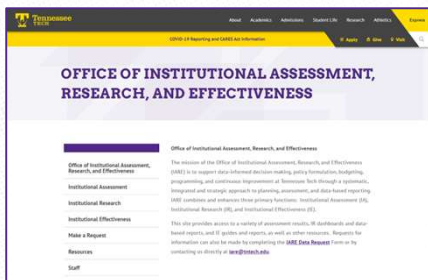 Tennessee
TECH
About Academics Admissions Student Life Research Athletics Express
COVID-19 Reporting and CARES Act Information
Apply Give Visit
OFFICE OF INSTITUTIONAL ASSESSMENT,
RESEARCH, AND EFFECTIVENESS
Office of Institutional Assessment,
Research, and Effectiveness
Institutional Assessment
Institutional Research
Institutional Effectiveness
Make a Request
Resources
Staff
Office of Institutional Assessment, Research, and Effectiveness
The mission of the Office of Institutional Assessment, Research, and Effectiveness
(IARE) is to support data-informed decision making, policy formulation, budgeting,
programming, and continuous improvement at Tennessee Tech through a systematic,
integrated and strategic approach to planning, assessment, and data-based reporting.
IARE combines and enhances three primary functions: Institutional Assessment (IA),
Institutional Research (IR), and Institutional Effectiveness (IE).
This site provides access to a variety of assessment results, IR dashboards and data-
based reports, and IE guides and reports, as well as other resources. Requests for
information can also be made by completing the IARE Data Request Form or by
contacting us directly at iare@tntech.edu.